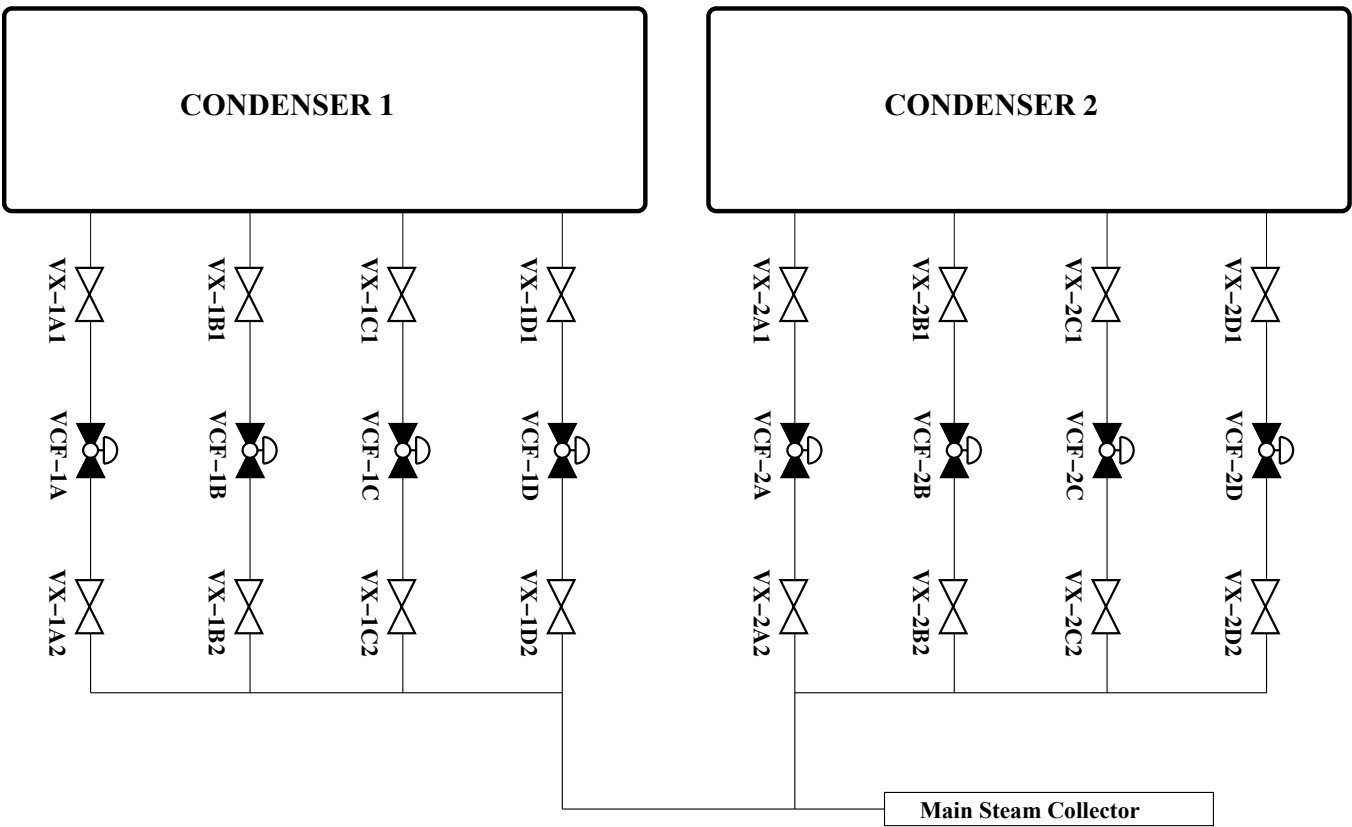 CONDENSER 1
CONDENSER 2
VX–1A1
VX–1B1
VX–1C1
VX–1D1
VX–2A1
VX–2B1
VX–2C1
VX–2D1
VCF–1A
VCF–1B
VCF–1C
VCF–1D
VCF–2A
VCF–2B
VCF–2C
VCF–2D
VX–1A2
VX–1B2
VX–1C2
VX–1D2
VX–2A2
VX–2B2
VX–2C2
VX–2D2
Main Steam Collector